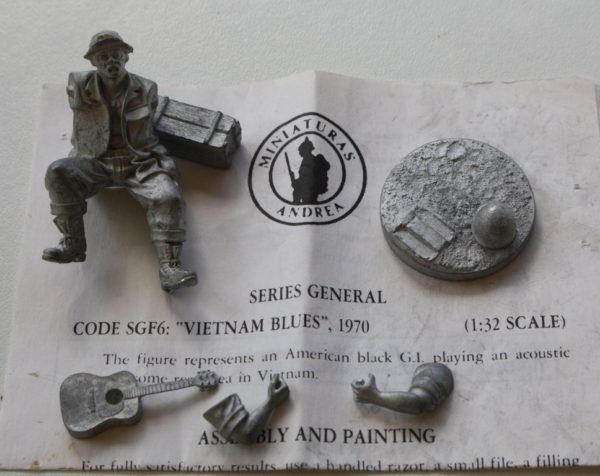 MINIATURAS
ANDREA
SERIES GENERAL
CODE SGF6: "VIETNAM BLUES", 1970 (1:32 SCALE)
The figure represents an American black G.I. playing an acoustic
in Vietnam.
ASSEMBLY AND PAINTING
For fully satisfactory results, use a handled razor, a small file, a filling